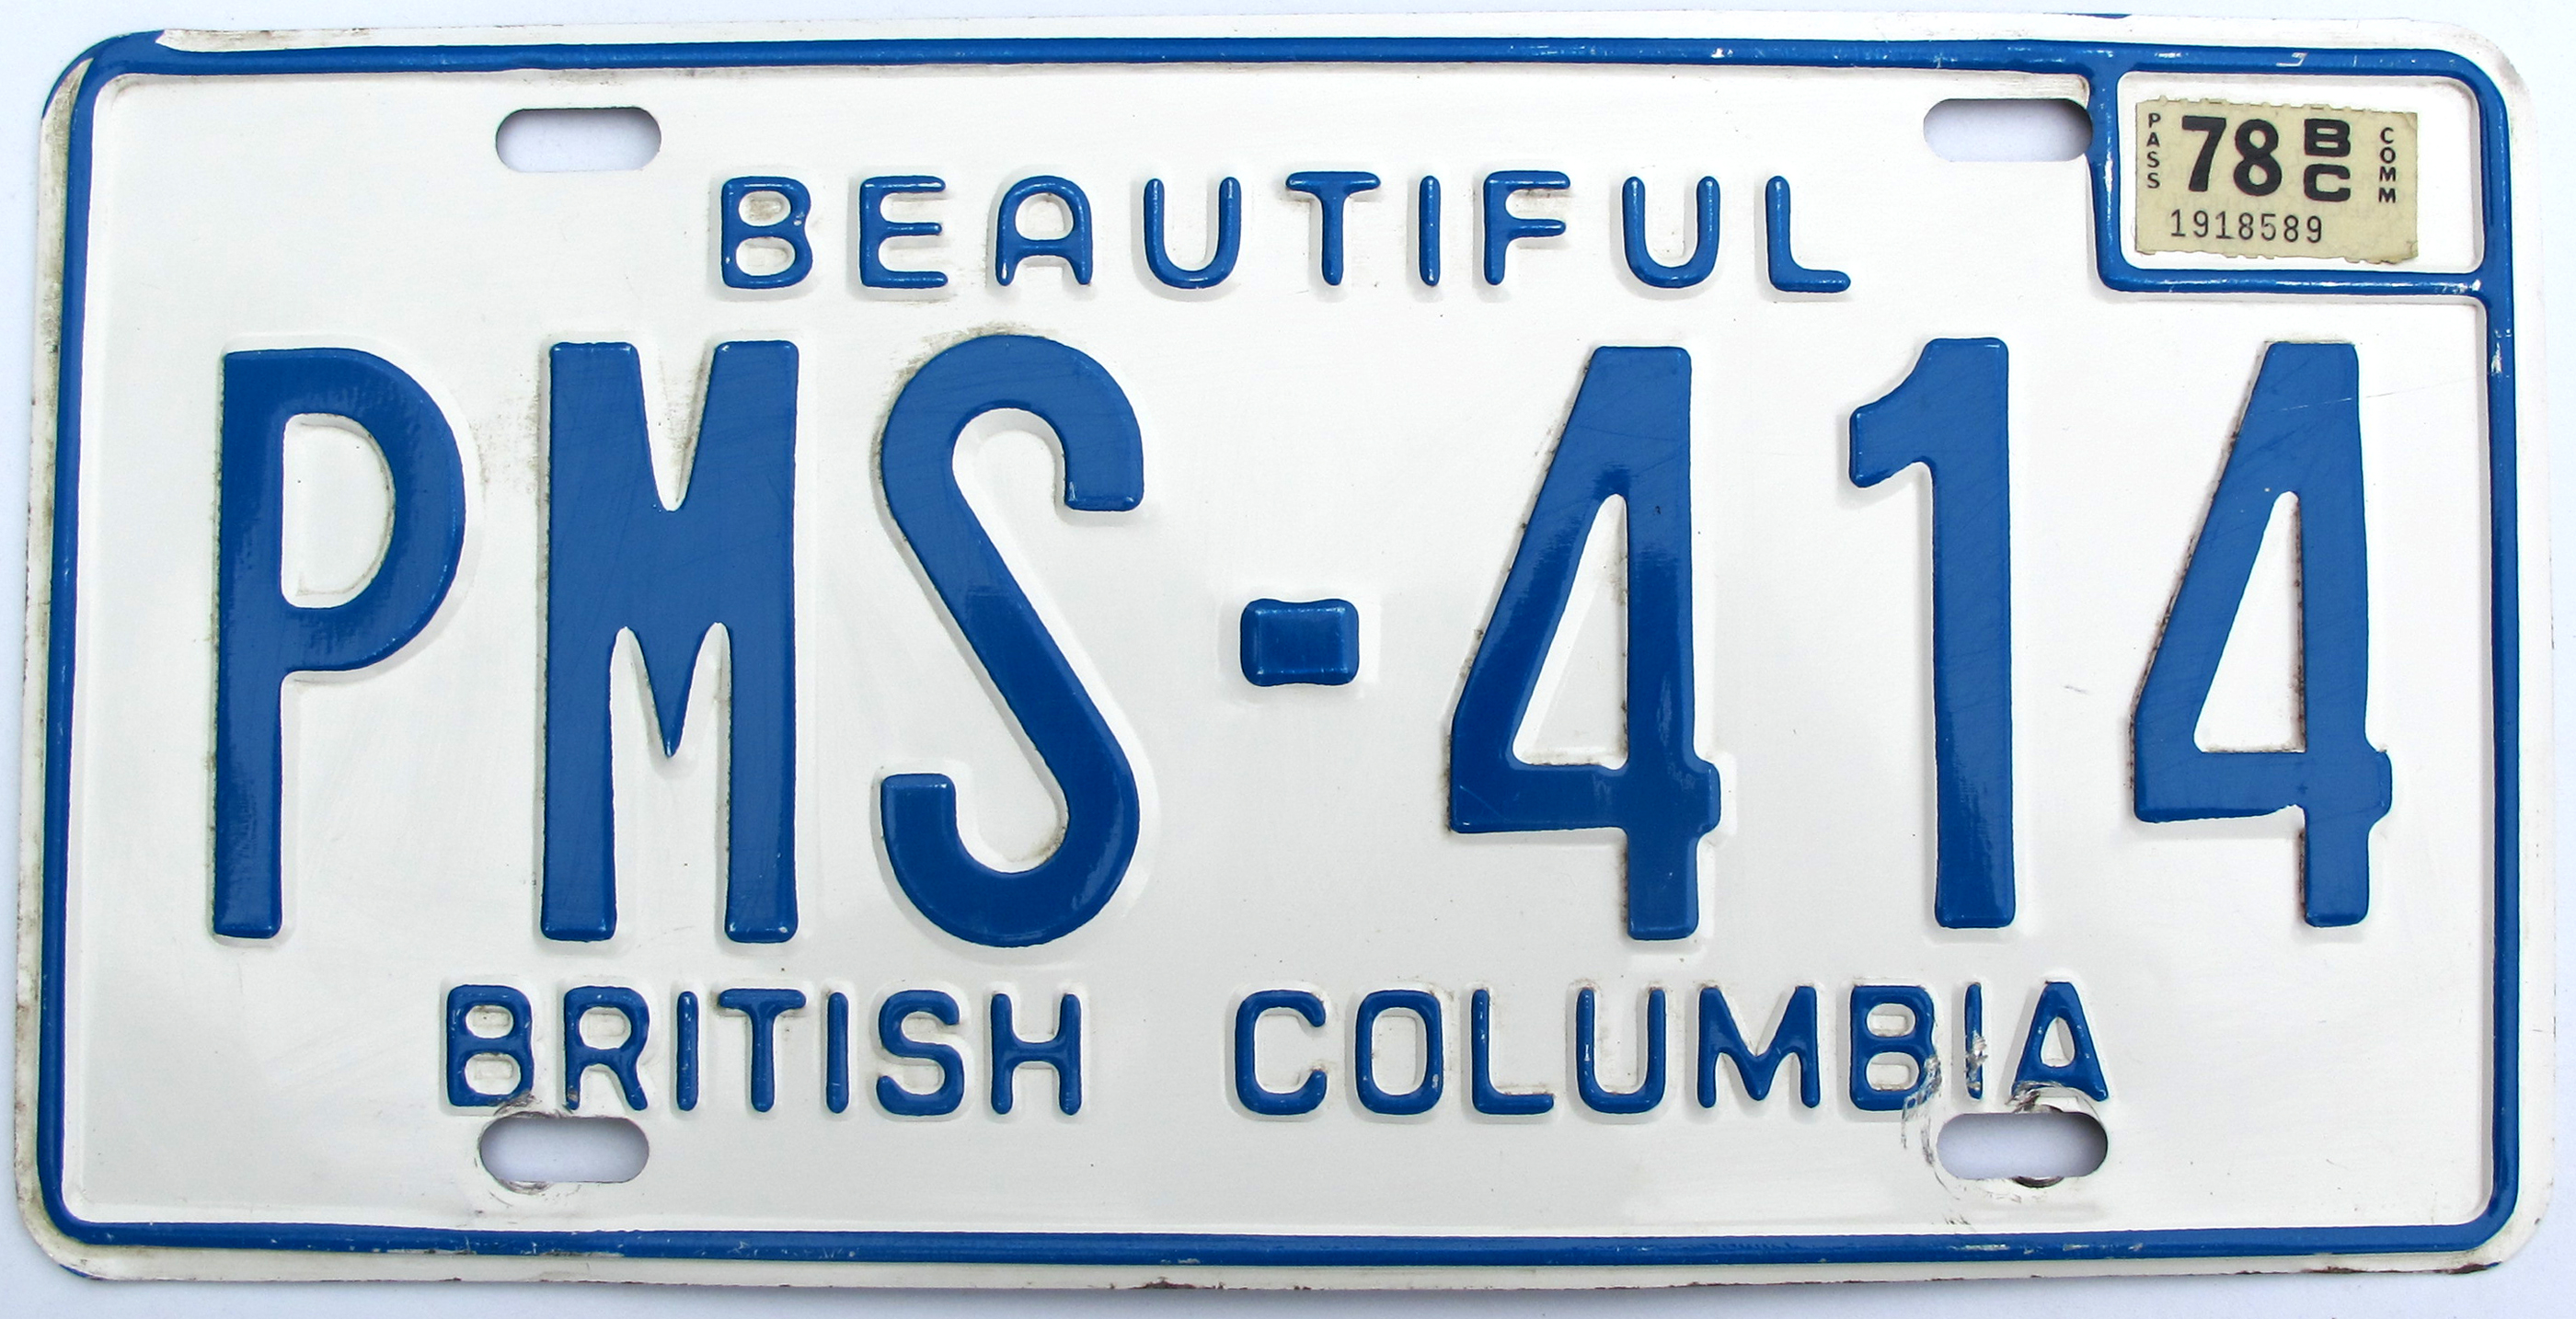 BEAUTIFUL
PASS 78 BC COMM
1918589
PMS-414
BRITISH COLUMBIA